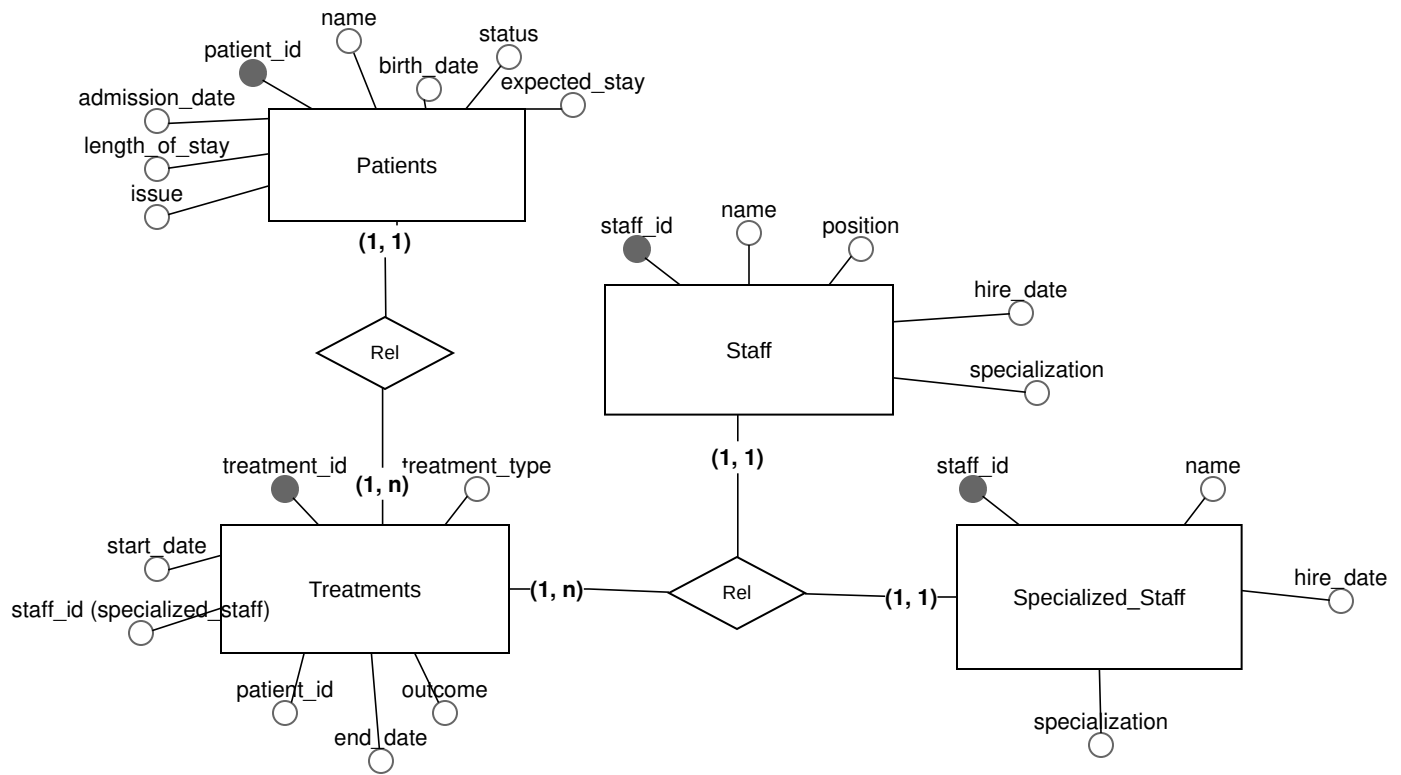 name
patient_id
status
birth_date
expected_stay
admission_date
length_of_stay
issue
Patients
(1, 1)
Rel
staff_id
name
position
hire_date
specialization
Staff
(1, 1)
treatment_id
treatment_type
(1, n)
start_date
staff_id (specialized_staff)
Treatments
patient_id
outcome
end_date
(1, n)
Rel
(1, 1)
staff_id
name
hire_date
Specialized_Staff
specialization